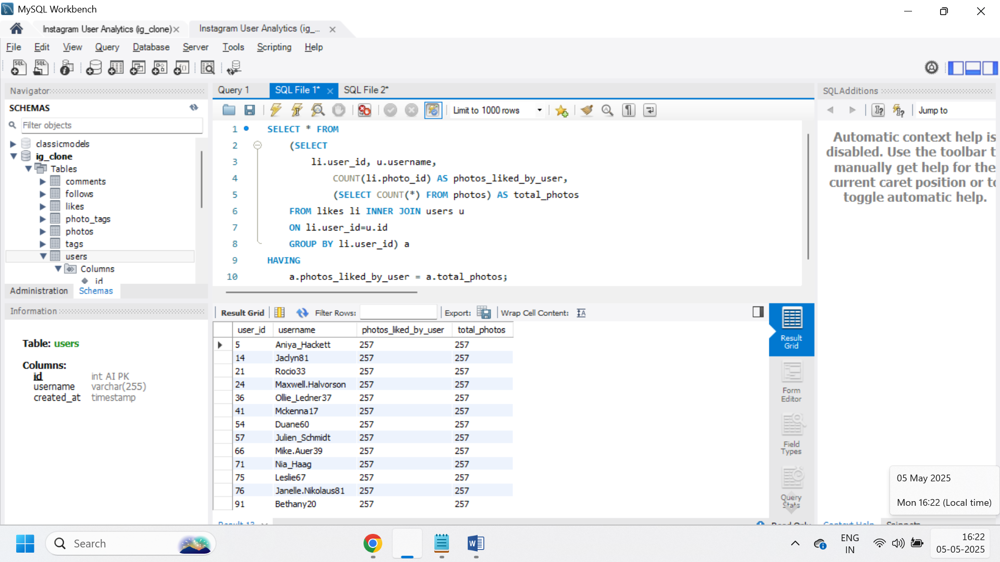 MySQL Workbench
Instagram User Analytics (ig_clone)
Instagram User Analytics (ig_...
File Edit View Query Database Server Tools Scripting Help
Navigator
SCHEMAS
Filter objects
classicmodels
ig_clone
Tables
comments
follows
likes
photo_tags
photos
tags
users
Columns
id
Administration Schemas
Information
Table: users
Columns:
id int AI PK
username varchar(255)
created_at timestamp
Query 1 SQL File 1* SQL File 2*
Limit to 1000 rows
1 SELECT * FROM
2 (SELECT
3 li.user_id, u.username,
4 COUNT(li.photo_id) AS photos_liked_by_user,
5 (SELECT COUNT(*) FROM photos) AS total_photos
6 FROM likes li INNER JOIN users u
7 ON li.user_id=u.id
8 GROUP BY li.user_id) a
9 HAVING
10 a.photos_liked_by_user = a.total_photos;
Result Grid Filter Rows: Export: Wrap Cell Content:
user_id username photos_liked_by_user total_photos
5 Aniya_Hackett 257 257
14 Jaclyn81 257 257
21 Rocio33 257 257
24 Maxwell.Halvorson 257 257
36 Ollie_Ledner37 257 257
41 Mckenna17 257 257
54 Duane60 257 257
57 Julien_Schmidt 257 257
66 Mike.Auer39 257 257
71 Nia_Haag 257 257
75 Leslie67 257 257
76 Janelle.Nikolaus81 257 257
91 Bethany20 257 257
Result
Grid
Form
Editor
Field
Types
Query
Stats
SQLAdditions
Jump to
Automatic context help is
disabled. Use the toolbar
manually get help for the
current caret position or
toggle automatic help.
05 May 2025
Mon 16:22 (Local time)
Search
ENG
IN
16:22
05-05-2025